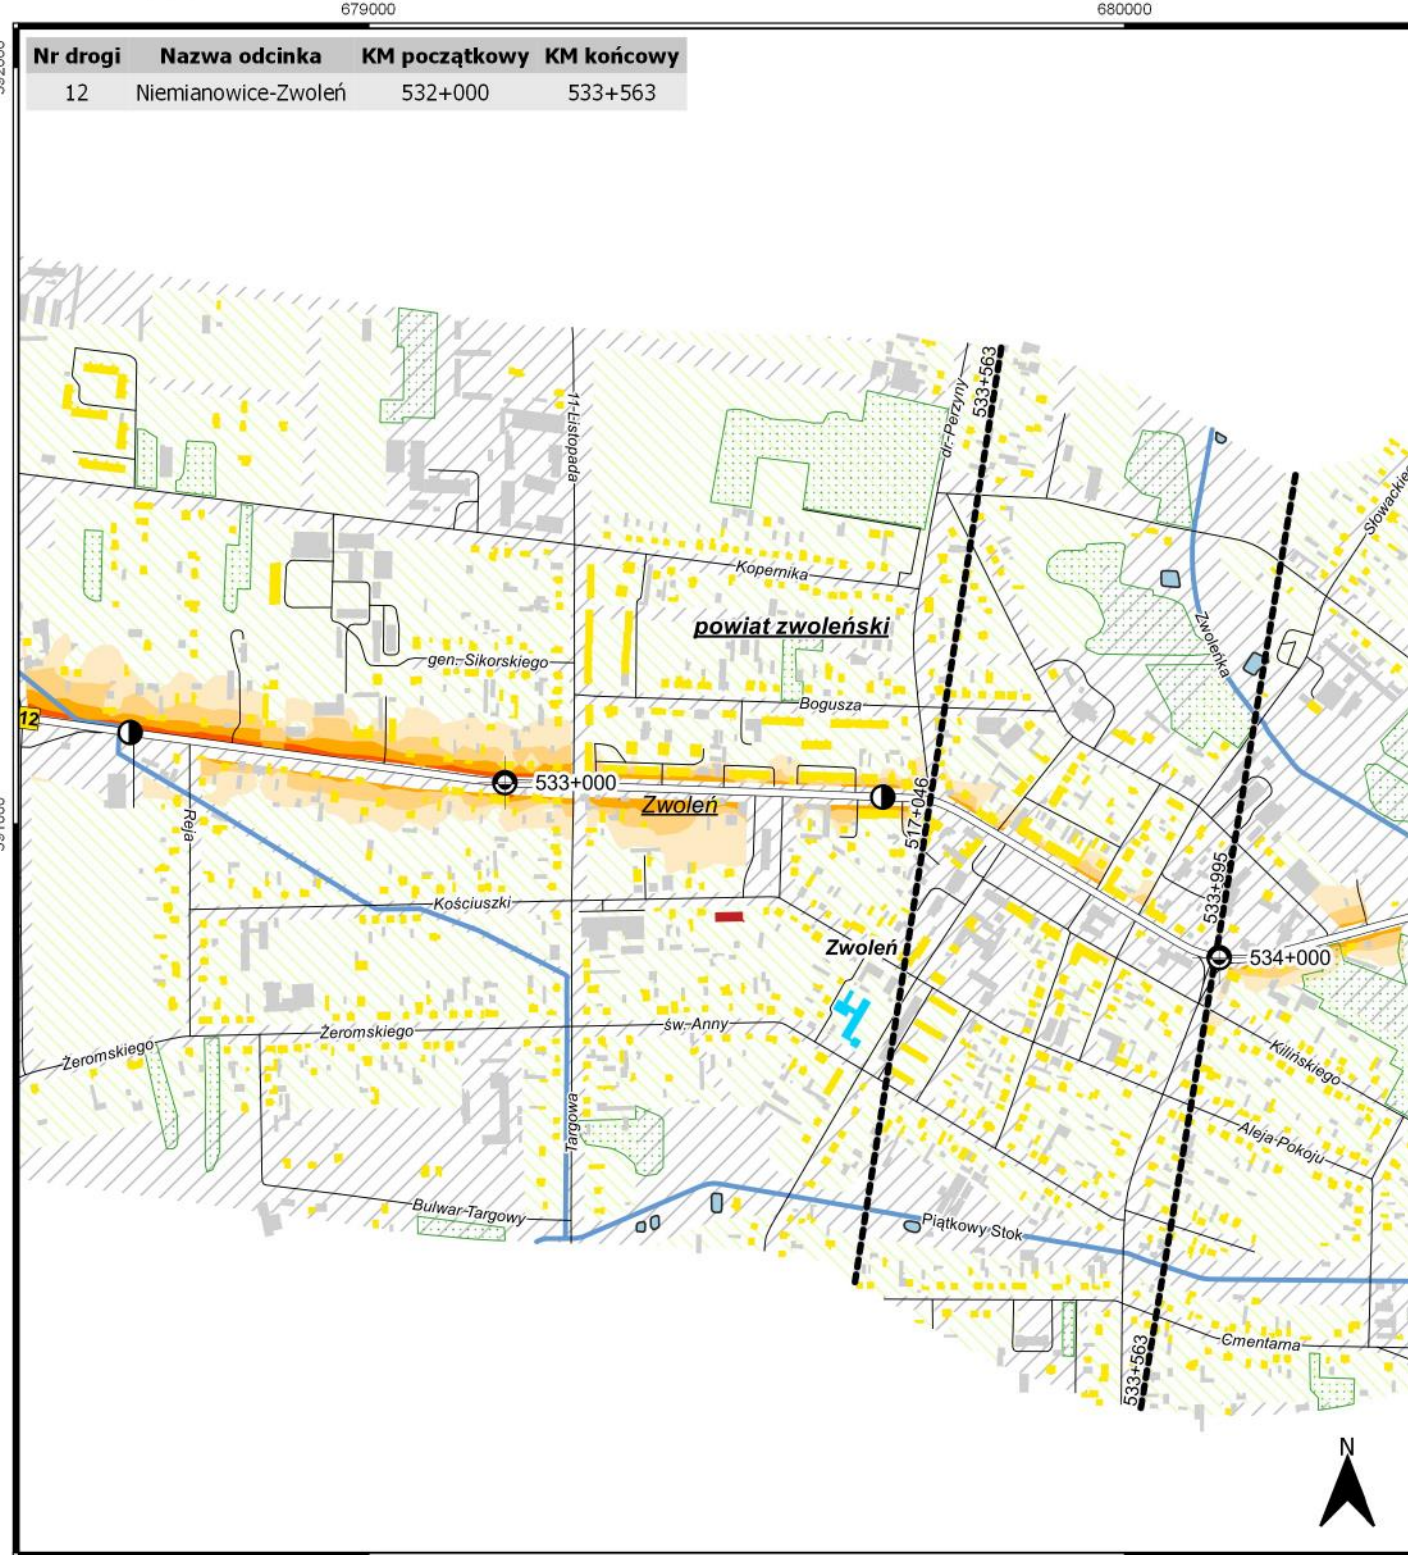 679000
680000
Nr drogi Nazwa odcinka KM początkowy KM końcowy
12 Niemianowice-Zwoleń 532+000 533+563
11-Listopada
dr.-Perzyny
533+563
Słowackiego
Kopernika
powiat zwoleński
Zwoleńka
gen. Sikorskiego
Bogusza
12
533+000
Zwoleń
517+046
Reja
Kościuszki
533+995
Zwoleń
534+000
Żeromskiego
św. Anny
Żeromskiego
Kilińskiego
Targowa
Aleja-Pokoju
Bulwar-Targowy
Piątkowy Stok
Cmentarna
533+563
N